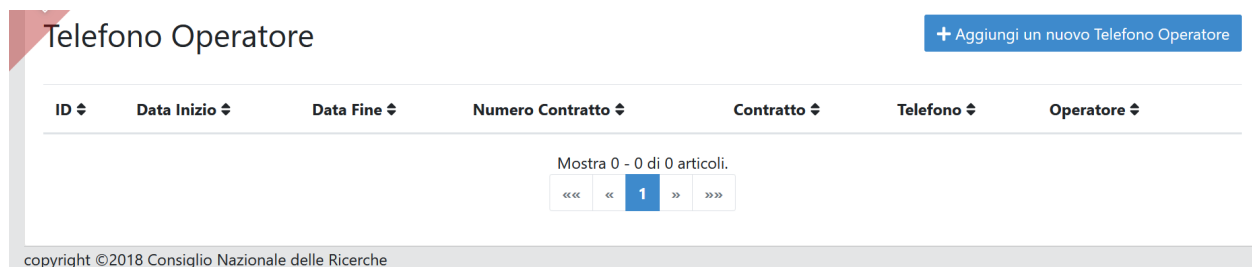 Telefono Operatore
+ Aggiungi un nuovo Telefono Operatore
ID Data Inizio Data Fine Numero Contratto Contratto Telefono Operatore
Mostra 0 - 0 di 0 articoli.
«« « 1 » »»
copyright ©2018 Consiglio Nazionale delle Ricerche